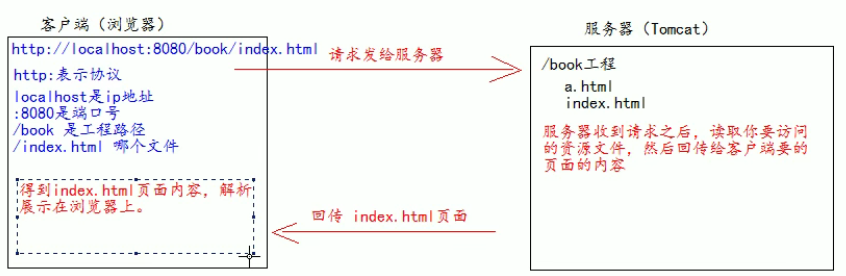 客户端（浏览器）
http://localhost:8080/book/index.html
http:表示协议
localhost是ip地址
:8080是端口号
/book 是工程路径
/index.html 哪个文件
得到index.html页面内容，解析
展示在浏览器上。
请求发给服务器
回传 index.html页面
服务器（Tomcat）
/book工程
a.html
index.html
服务器收到请求之后，读取你要访问
的资源文件，然后回传给客户端要的
页面的内容